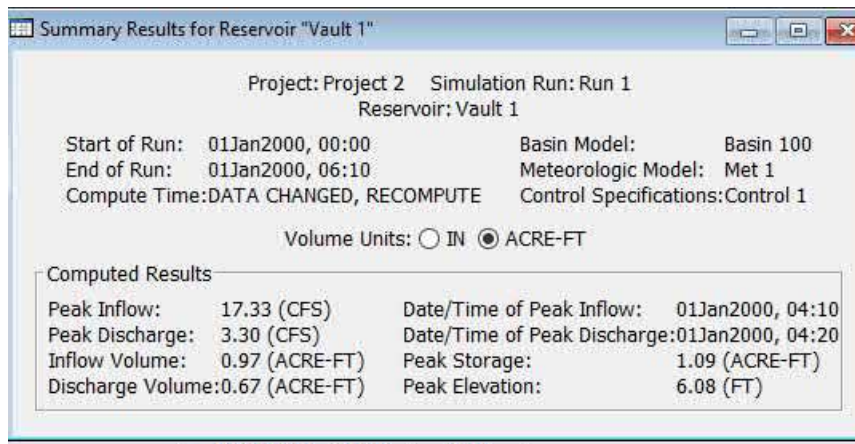 Summary Results for Reservoir "Vault 1"
Project: Project 2 Simulation Run: Run 1
Reservoir: Vault 1
Start of Run: 01Jan2000, 00:00 Basin Model: Basin 100
End of Run: 01Jan2000, 06:10 Meteorologic Model: Met 1
Compute Time:DATA CHANGED, RECOMPUTE Control Specifications:Control 1
Volume Units: IN ACRE-FT
Computed Results
Peak Inflow: 17.33 (CFS) Date/Time of Peak Inflow: 01Jan2000, 04:10
Peak Discharge: 3.30 (CFS) Date/Time of Peak Discharge:01Jan2000, 04:20
Inflow Volume: 0.97 (ACRE-FT) Peak Storage: 1.09 (ACRE-FT)
Discharge Volume:0.67 (ACRE-FT) Peak Elevation: 6.08 (FT)